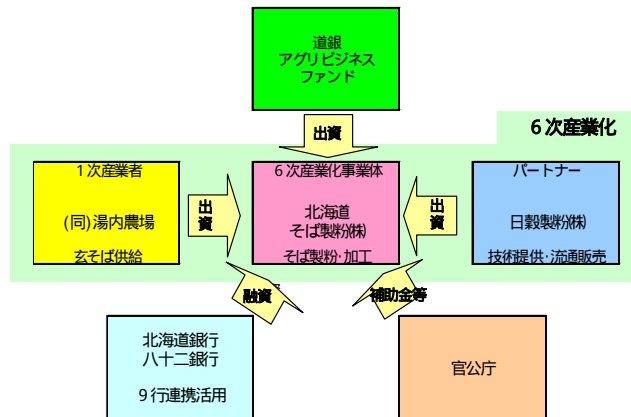 道銀
アグリビジネス
ファンド
出資
6次産業化
1次産業者
(同)湯内農場
玄そば供給
出
資
6次産業化事業体
北海道
そば製粉㈱
そば製粉・加工
出
資
パートナー
日穀製粉㈱
技術提供・流通販売
融資
補助金等
北海道銀行
八十二銀行
9行連携活用
官公庁